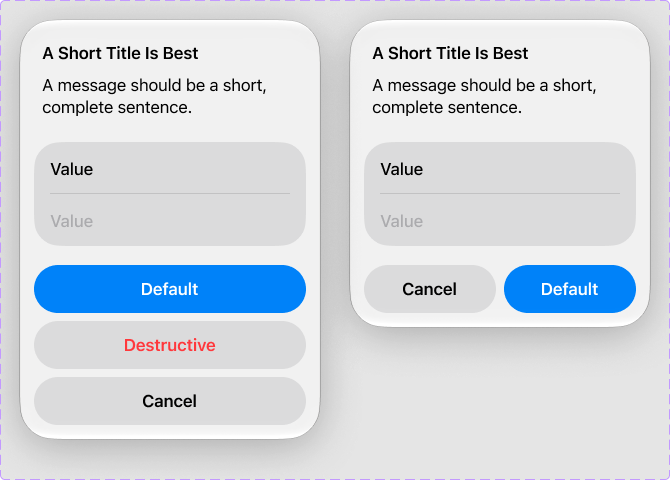 A Short Title Is Best
A message should be a short,
complete sentence.
Value
Value
Default
Destructive
Cancel
A Short Title Is Best
A message should be a short,
complete sentence.
Value
Value
Cancel
Default